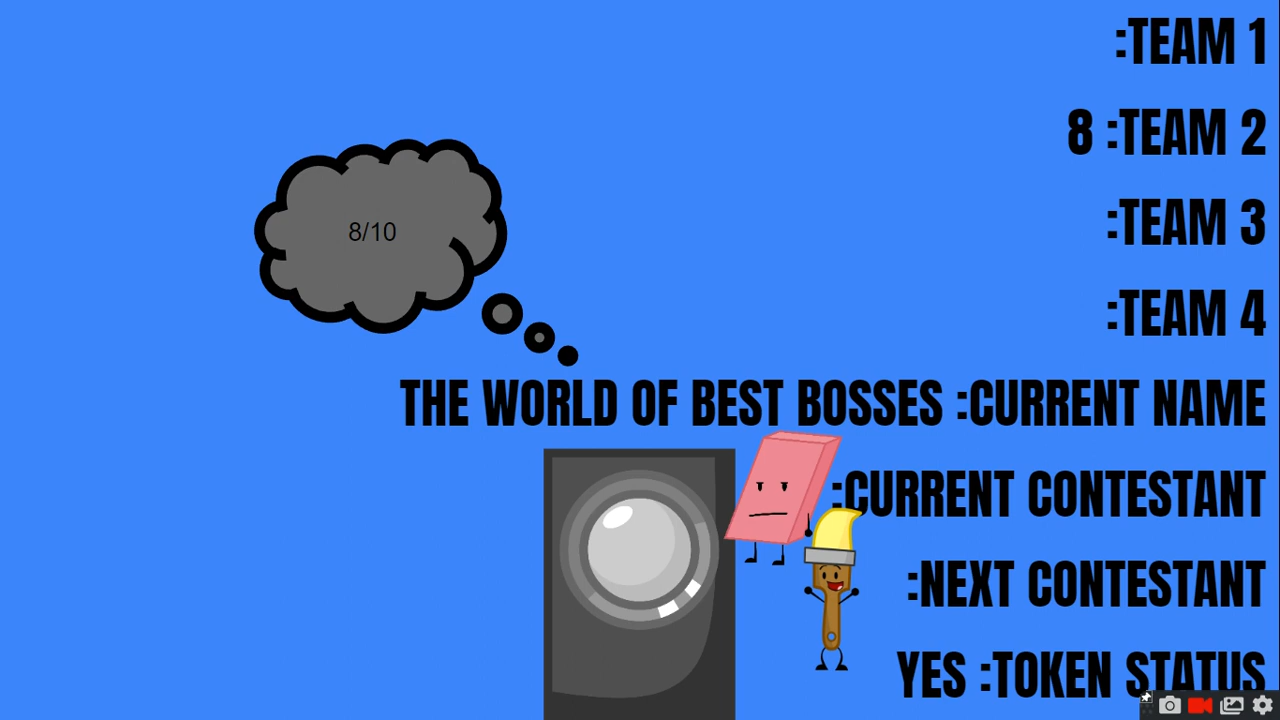 :TEAM 1
8 :TEAM 2
8/10
:TEAM 3
:TEAM 4
THE WORLD OF BEST BOSSES :CURRENT NAME
:CURRENT CONTESTANT
:NEXT CONTESTANT
YES :TOKEN STATUS